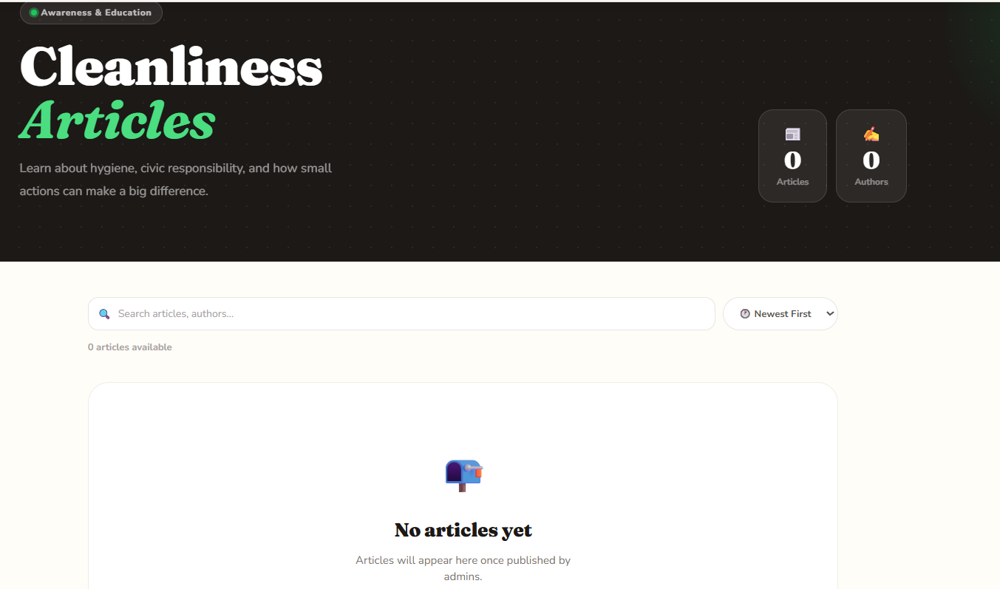 Awareness & Education
Cleanliness
Articles
Learn about hygiene, civic responsibility, and how small
actions can make a big difference.
0
Articles
0
Authors
Search articles, authors...
Newest First
0 articles available
No articles yet
Articles will appear here once published by
admins.